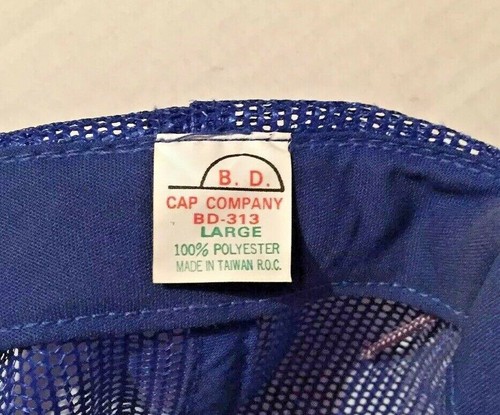 B. D.
CAP COMPANY
BD-313
LARGE
100% POLYESTER
MADE IN TAIWAN R.O.C.